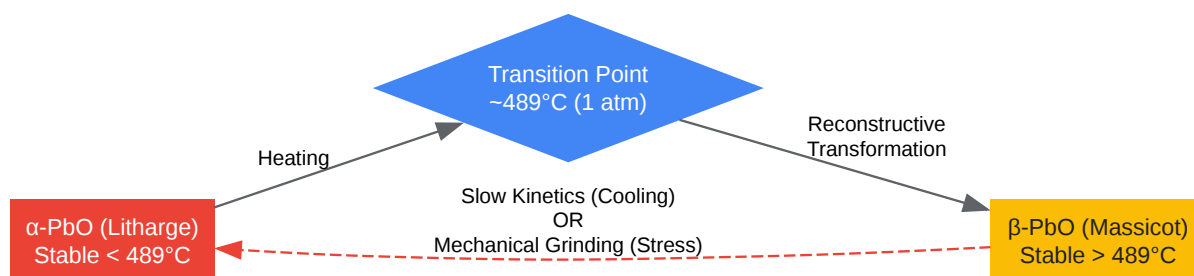 Transition Point
~489°C (1 atm)
Reconstructive
Transformation
Heating
Slow Kinetics (Cooling)
OR
Mechanical Grinding (Stress)
α-PbO (Litharge)
Stable < 489°C
β-PbO (Massicot)
Stable > 489°C